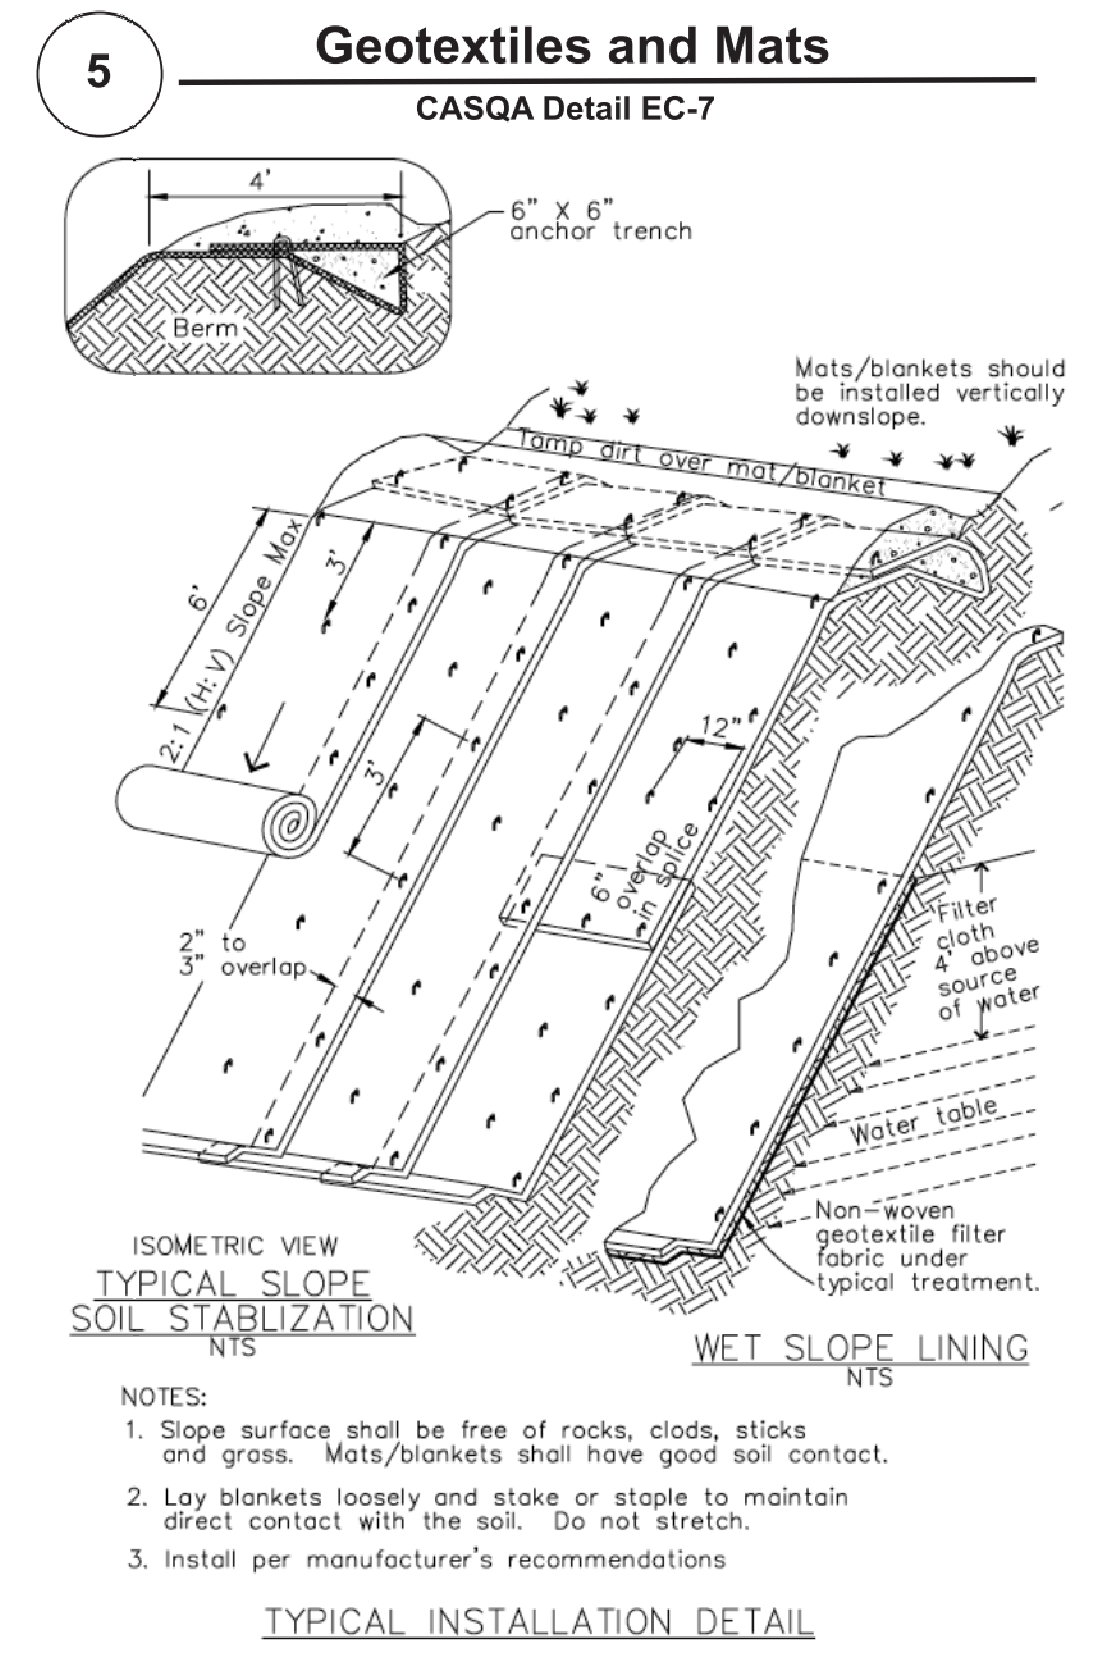 5
Geotextiles and Mats
CASQA Detail EC-7
4'
6" X 6"
anchor trench
Berm
Mats/blankets should
be installed vertically
downslope.
Tamp dirt over mat/blanket
6'
3'
2:1 (H:V) Slope Max
12"
3'
6"
overlap
in splice
2" to
3" overlap
Filter
cloth
4' above
source
of water
Water table
Non-woven
geotextile filter
fabric under
typical treatment.
ISOMETRIC VIEW
TYPICAL SLOPE
SOIL STABLIZATION
NTS
WET SLOPE LINING
NTS
NOTES:
1. Slope surface shall be free of rocks, clods, sticks
and grass. Mats/blankets shall have good soil contact.
2. Lay blankets loosely and stake or staple to maintain
direct contact with the soil. Do not stretch.
3. Install per manufacturer's recommendations
TYPICAL INSTALLATION DETAIL